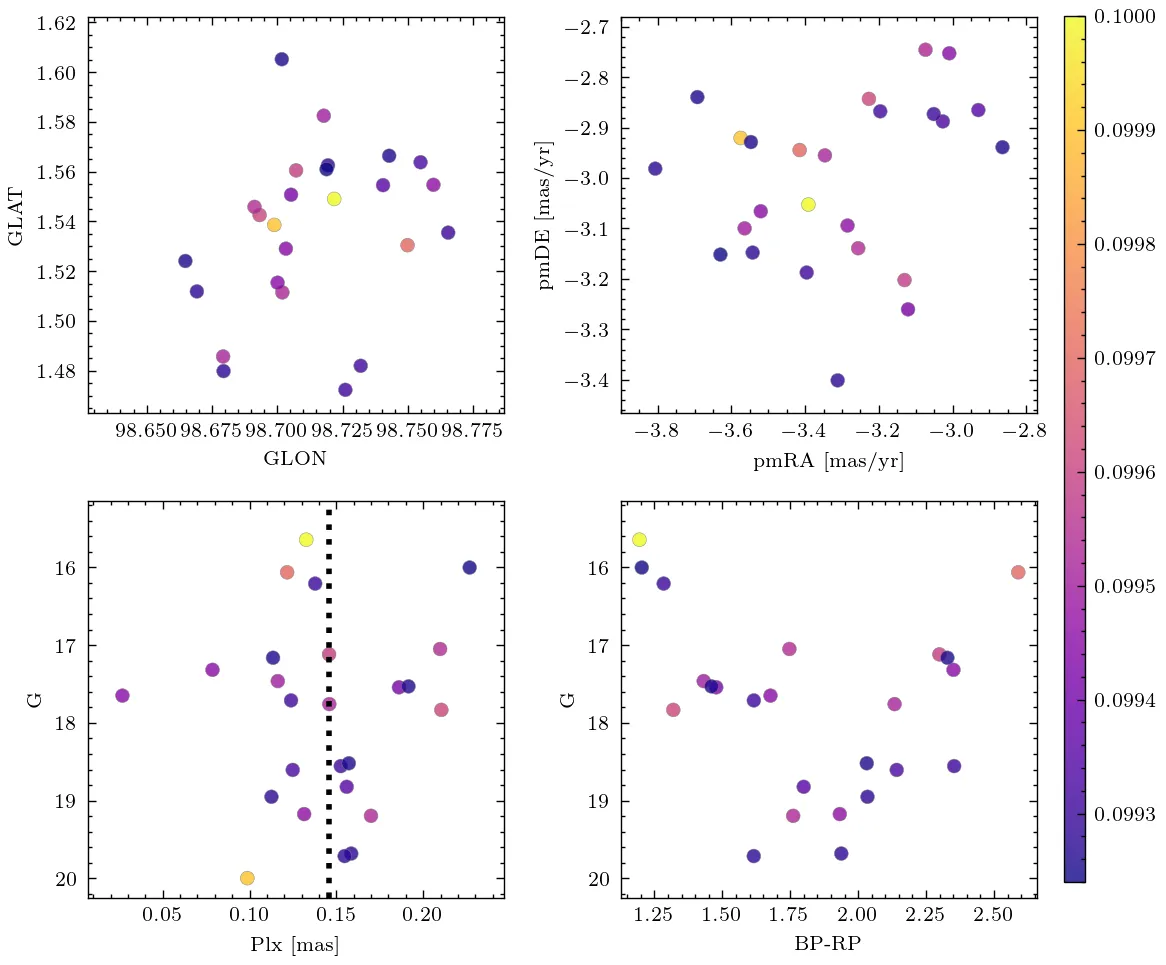 1.62
1.60
1.58
1.56
1.54
1.52
1.50
1.48
GLAT
98.650 98.675 98.700 98.725 98.750 98.775
GLON
−2.7
−2.8
−2.9
−3.0
−3.1
−3.2
−3.3
−3.4
pmDE [mas/yr]
−3.8 −3.6 −3.4 −3.2 −3.0 −2.8
pmRA [mas/yr]
16
17
18
19
20
G
0.05 0.10 0.15 0.20
Plx [mas]
16
17
18
19
20
G
1.25 1.50 1.75 2.00 2.25 2.50
BP-RP
0.1000
0.0999
0.0998
0.0997
0.0996
0.0995
0.0994
0.0993